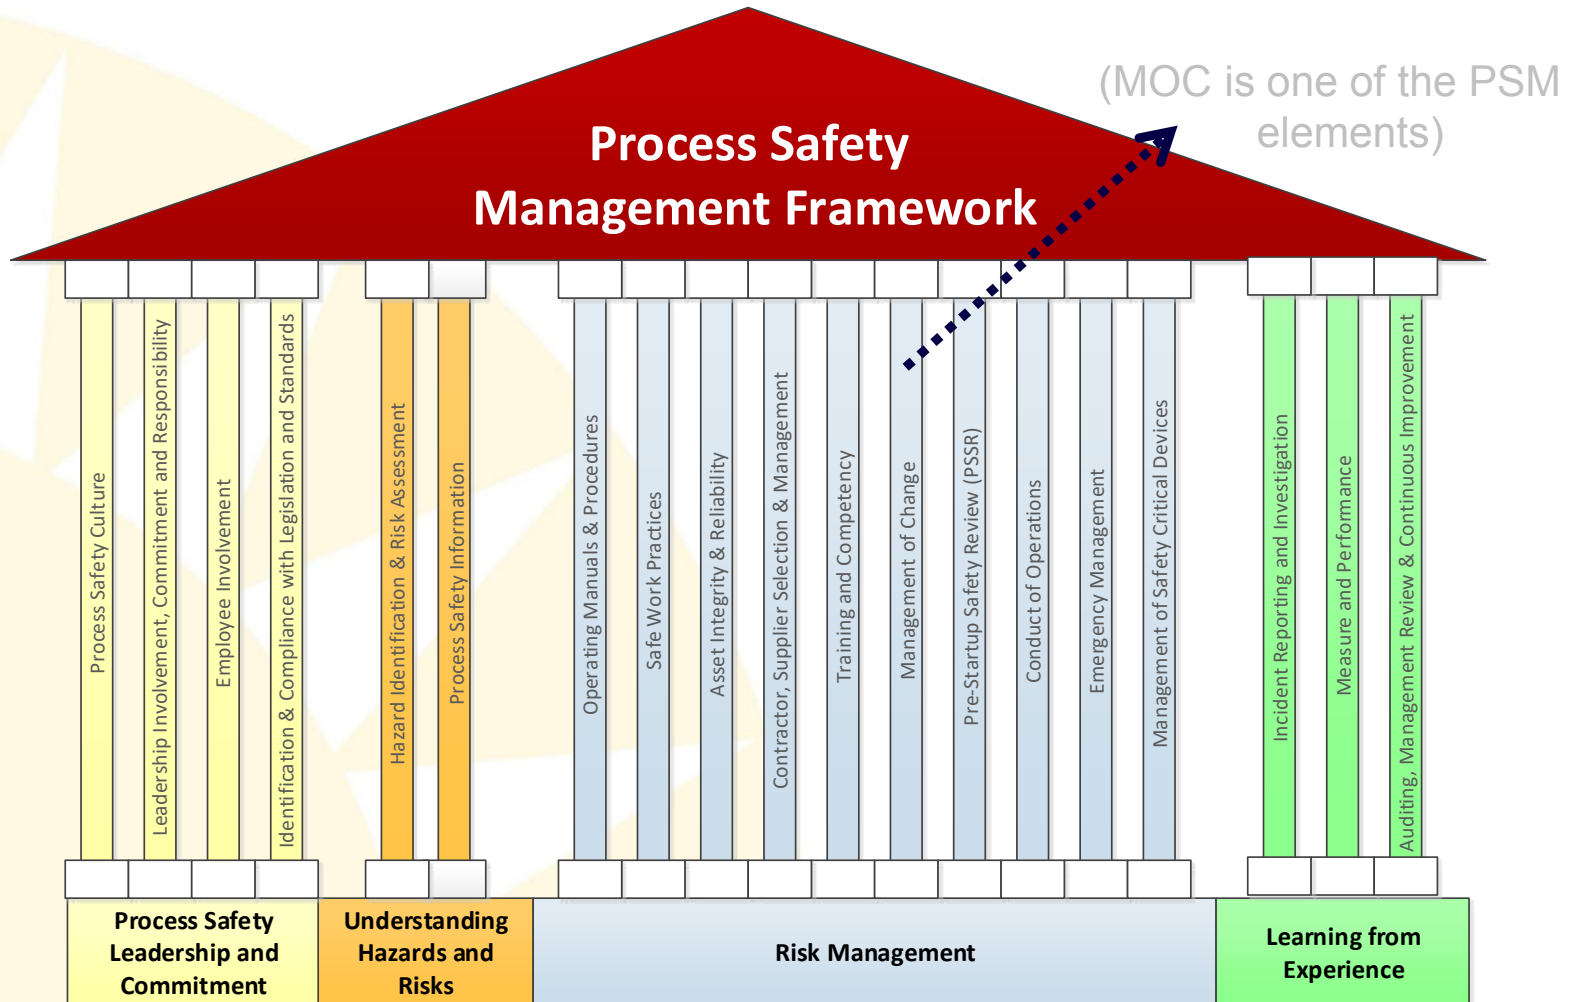 (MOC is one of the PSM
elements)
Process Safety
Management Framework
Process Safety Culture
Leadership Involvement, Commitment and Responsibility
Employee Involvement
Identification & Compliance with Legislation and Standards
Hazard Identification & Risk Assessment
Process Safety Information
Operating Manuals & Procedures
Safe Work Practices
Asset Integrity & Reliability
Contractor, Supplier Selection & Management
Training and Competency
Management of Change
Pre-Startup Safety Review (PSSR)
Conduct of Operations
Emergency Management
Management of Safety Critical Devices
Incident Reporting and Investigation
Measure and Performance
Auditing, Management Review & Continuous Improvement
Process Safety
Leadership and
Commitment
Understanding
Hazards and
Risks
Risk Management
Learning from
Experience